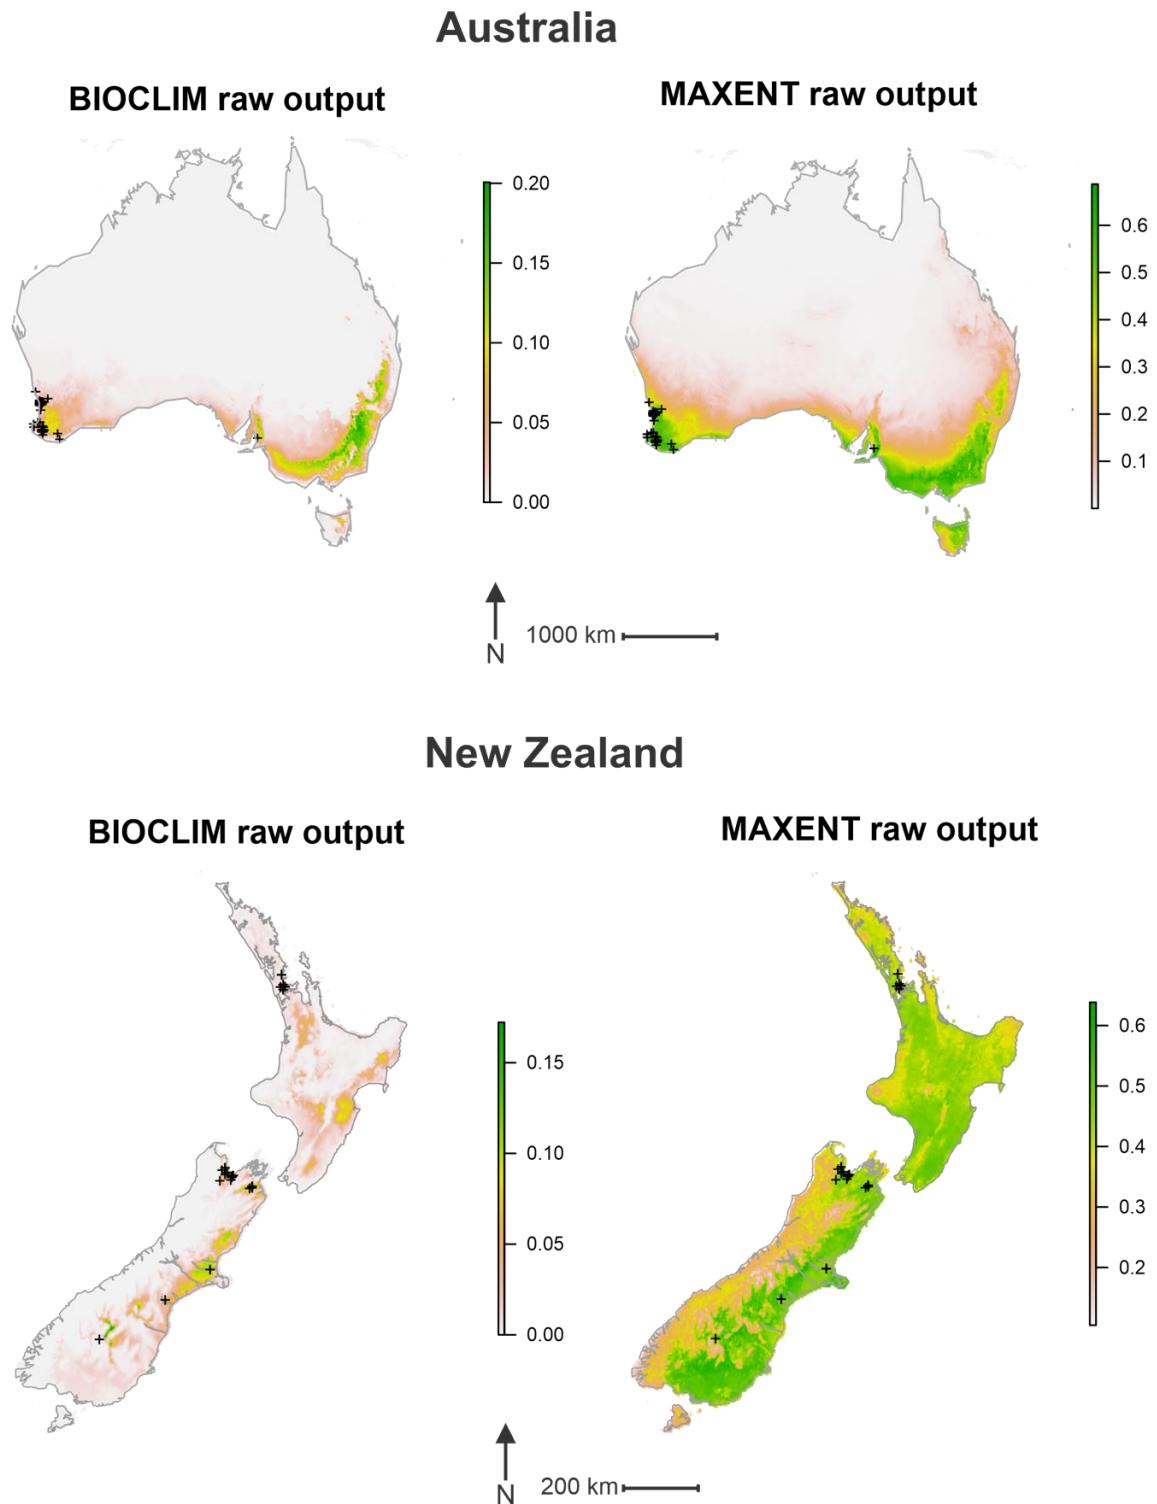 Australia
BIOCLIM raw output
MAXENT raw output
0.20
0.15
0.10
0.05
0.00
0.6
0.5
0.4
0.3
0.2
0.1
N
1000 km
New Zealand
BIOCLIM raw output
MAXENT raw output
0.15
0.10
0.05
0.00
0.6
0.5
0.4
0.3
0.2
N
200 km